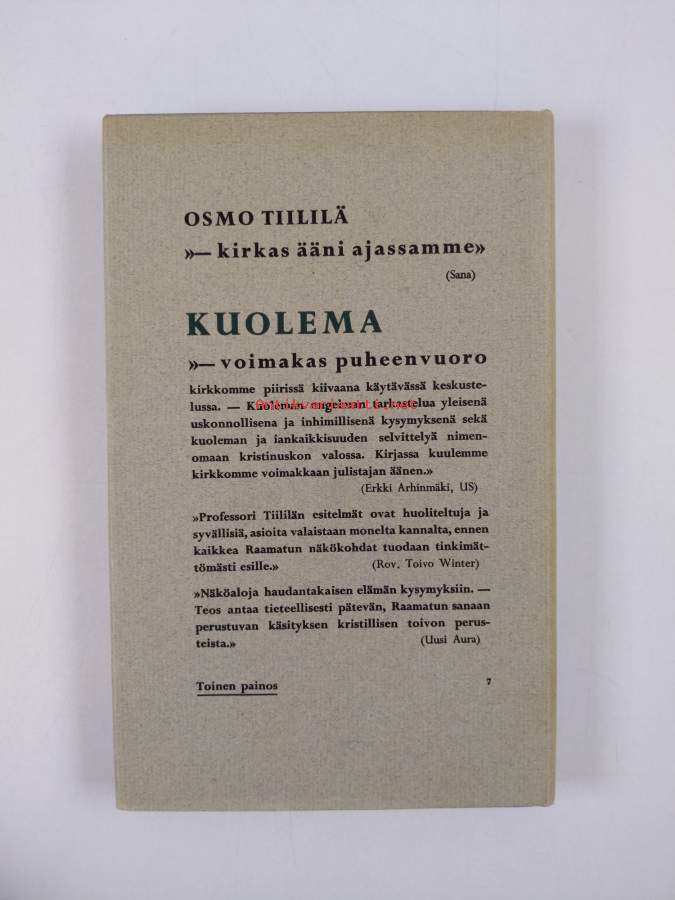 OSMO TIILILÄ
»— kirkas ääni ajassamme»
(Sana)
KUOLEMA
»— voimakas puheenvuoro
kirkkomme piirissä kiivaana käytävässä keskuste-
lussa. — Kuoleman ongelman tarkastelua yleisenä
uskonnollisena ja inhimillisenä kysymyksenä sekä
kuoleman ja iankaikkisuuden selvittelyä nimen-
omaan kristinuskon valossa. Kirjassa kuulemme
kirkkomme voimakkaan julistajan äänen.»
(Erkki Arhinmäki, US)
»Professori Tiililän esitelmät ovat huoliteltuja ja
syvällisiä, asioita valaistaan monelta kannalta, ennen
kaikkea Raamatun näkökohdat tuodaan tinkimät-
tömästi esille.» (Rov. Toivo Winter)
»Näköaloja haudantakaisen elämän kysymyksiin. —
Teos antaa tieteellisesti pätevän, Raamatun sanaan
perustuvan käsityksen kristillisen toivon perus-
teista.» (Uusi Aura)
Toinen painos 7